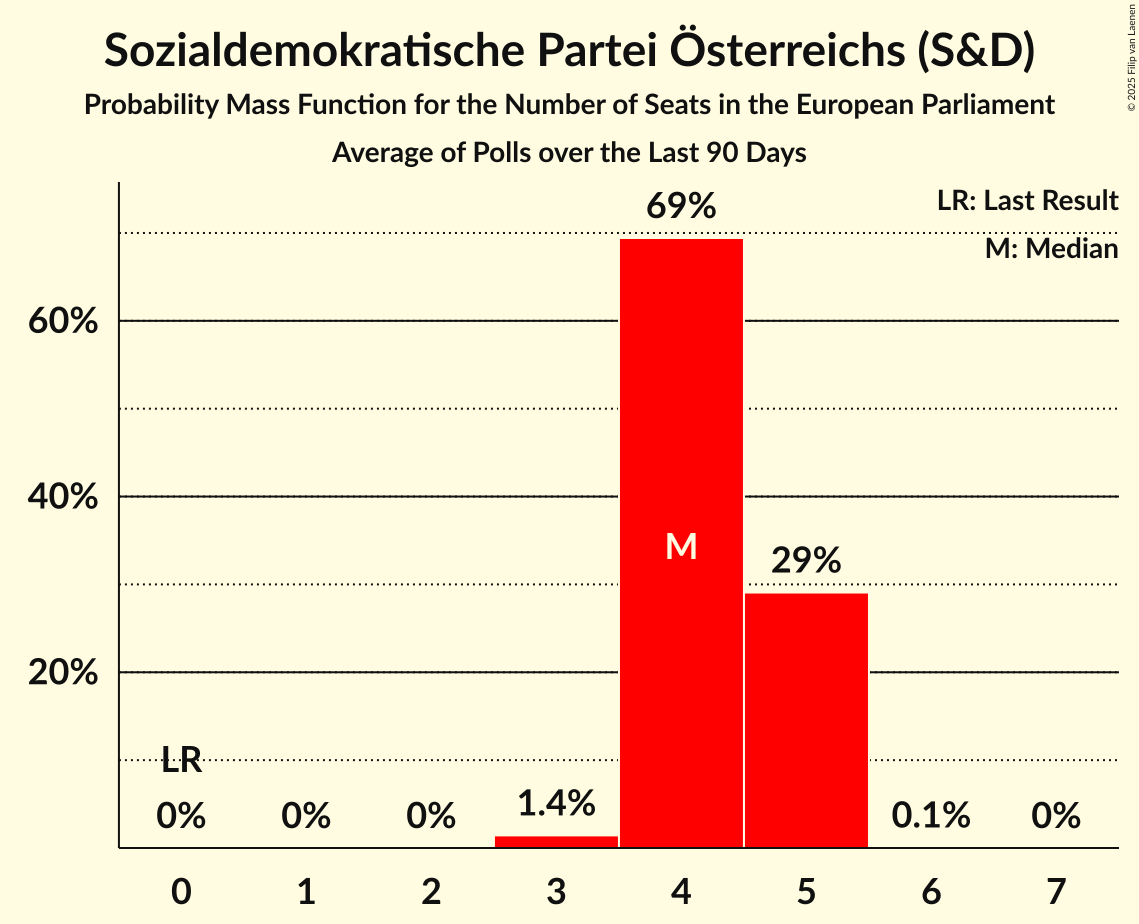 Sozialdemokratische Partei Österreichs (S&D)
Probability Mass Function for the Number of Seats in the European Parliament
Average of Polls over the Last 90 Days
© 2025 Filip van Laenen
LR: Last Result
M: Median
69%
60%
40%
M
29%
20%
LR
0%
0%
0%
1.4%
0.1%
0%
0 1 2 3 4 5 6 7